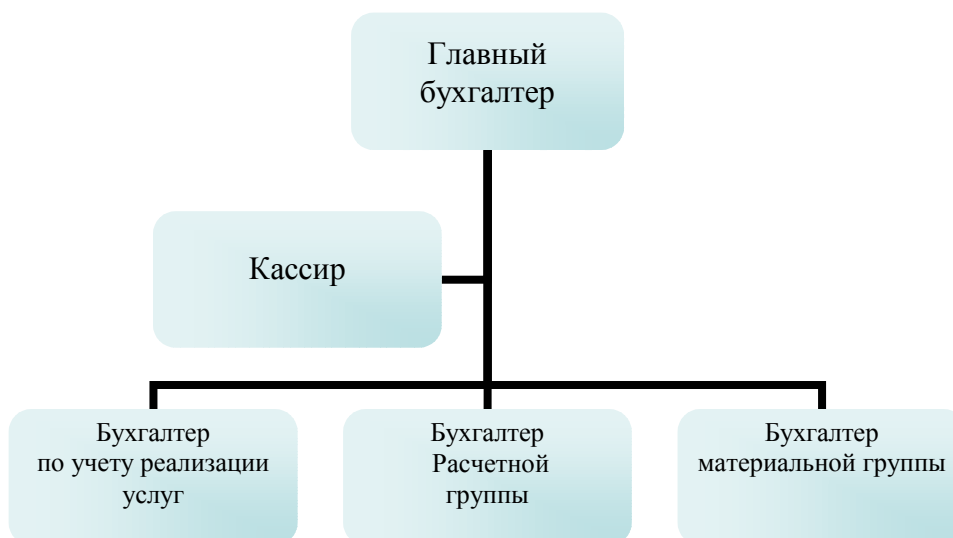 Главный
бухгалтер
Кассир
Бухгалтер
по учету реализации
услуг
Бухгалтер
Расчетной
группы
Бухгалтер
материальной группы